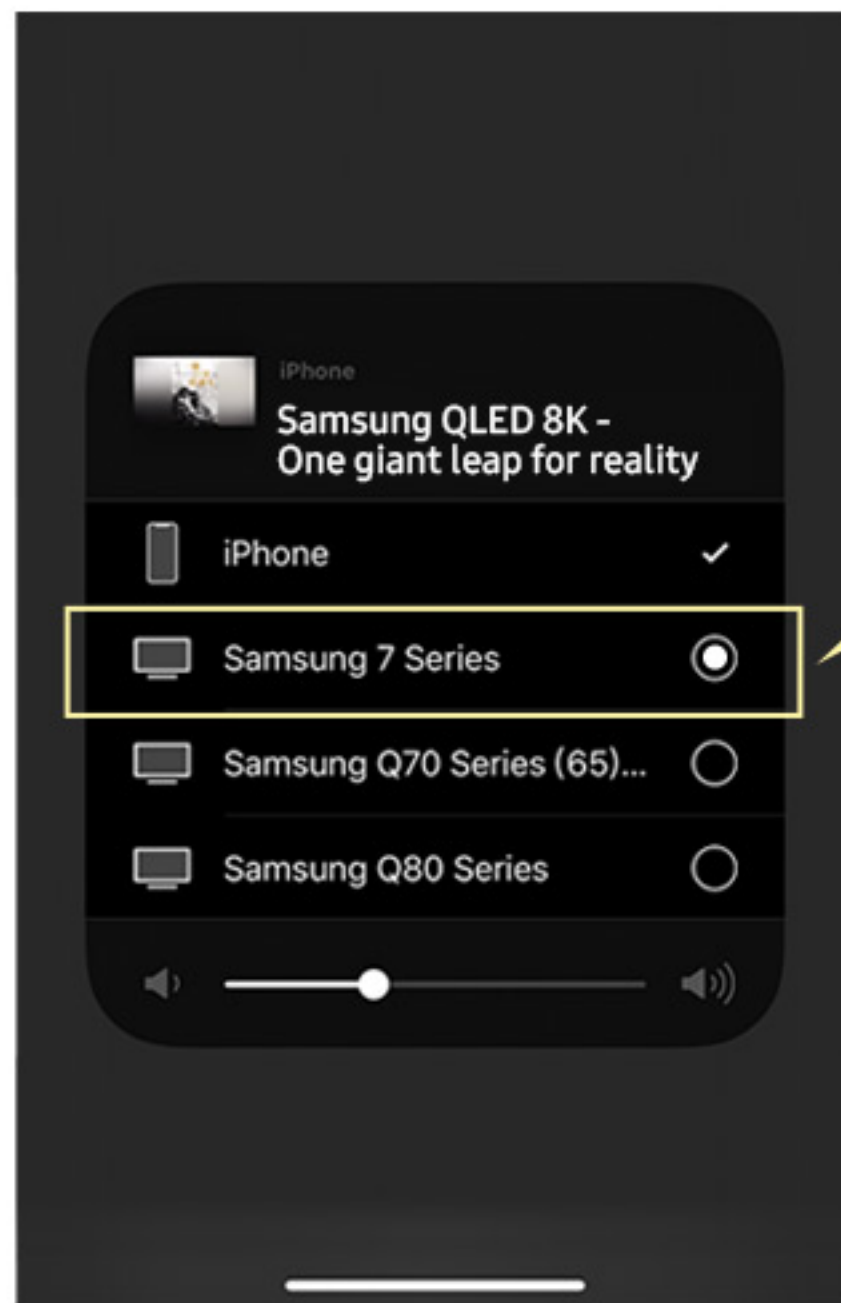 iPhone
Samsung QLED 8K -
One giant leap for reality
iPhone
Samsung 7 Series
Samsung Q70 Series (65)...
Samsung Q80 Series